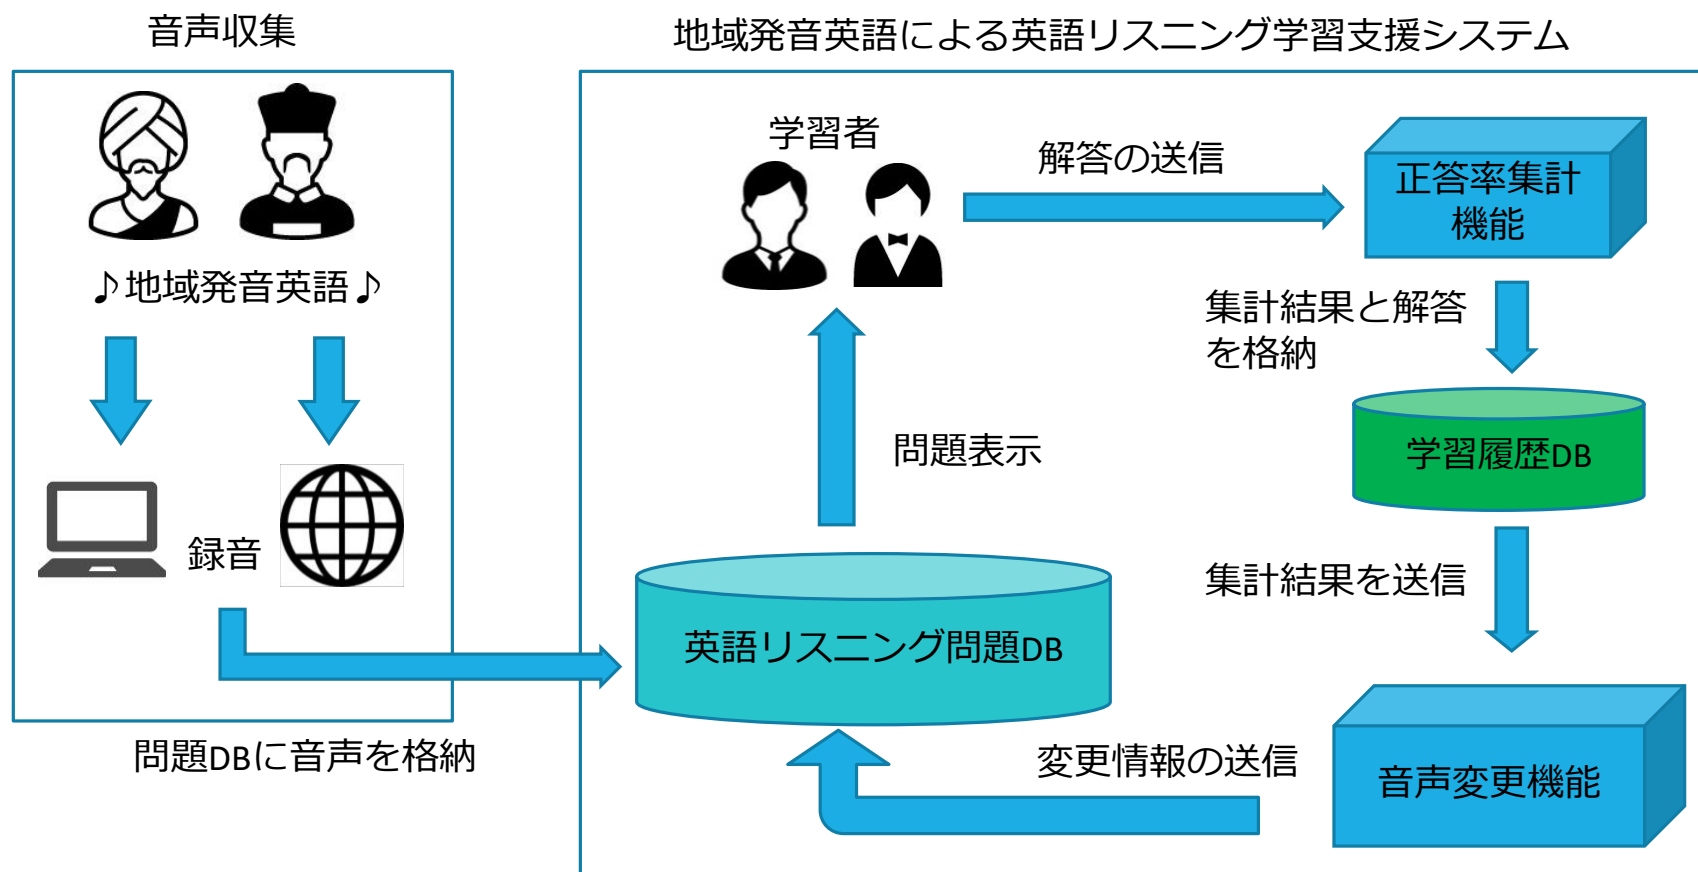 音声収集
地域発音英語による英語リスニング学習支援システム
♪地域発音英語♪
録音
問題DBに音声を格納
学習者
解答の送信
正答率集計
機能
集計結果と解答
を格納
学習履歴DB
集計結果を送信
問題表示
英語リスニング問題DB
変更情報の送信
音声変更機能